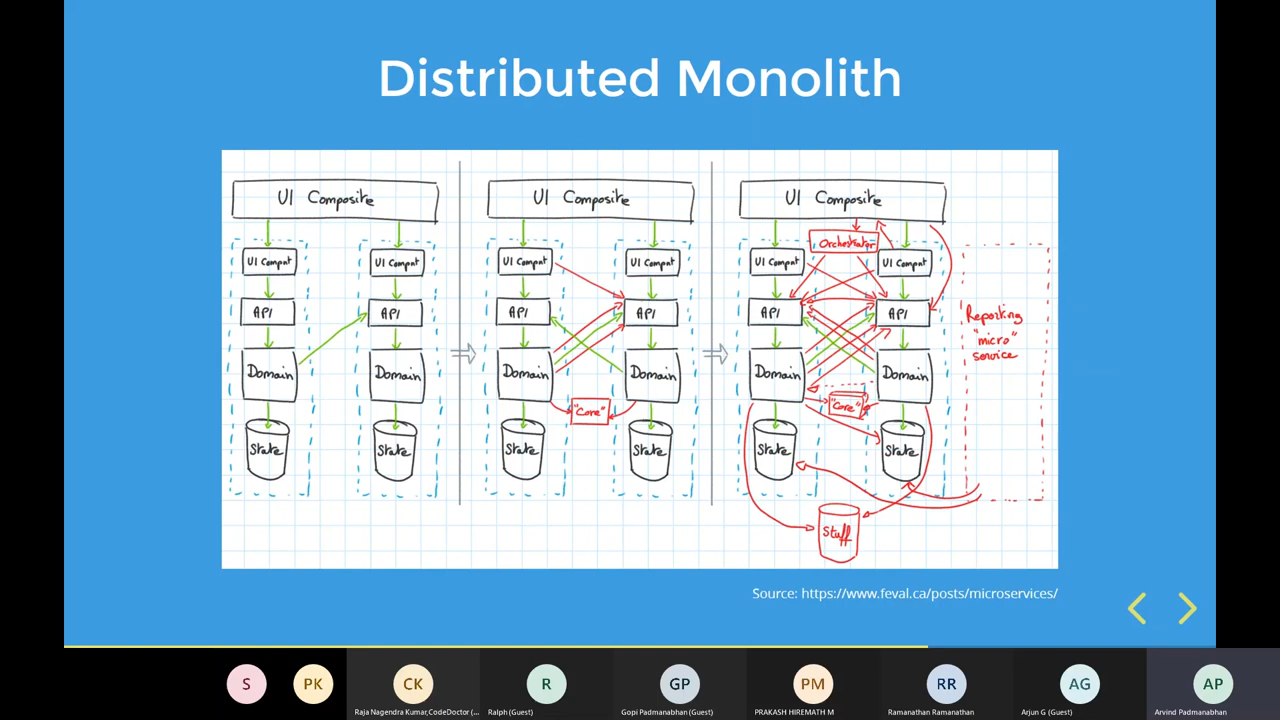 Distributed Monolith
UI Composite
UI Compnt
UI Compnt
API
API
Domain
Domain
State
State
UI Composite
UI Compnt
UI Compnt
API
API
Domain
Domain
"Core"
State
State
UI Composite
Orchestrator
UI Compnt
UI Compnt
API
API
Domain
Domain
"Core"
State
State
Stuff
Reporting
"micro"
service
Source: https://www.feval.ca/posts/microservices/
S
PK
CK
R
GP
PM
RR
AG
AP
Raja Nagendra Kumar,CodeDoctor (...
Ralph (Guest)
Gopi Padmanabhan (Guest)
PRAKASH HIREMATH M
Ramanathan Ramanathan
Arjun G (Guest)
Arvind Padmanabhan